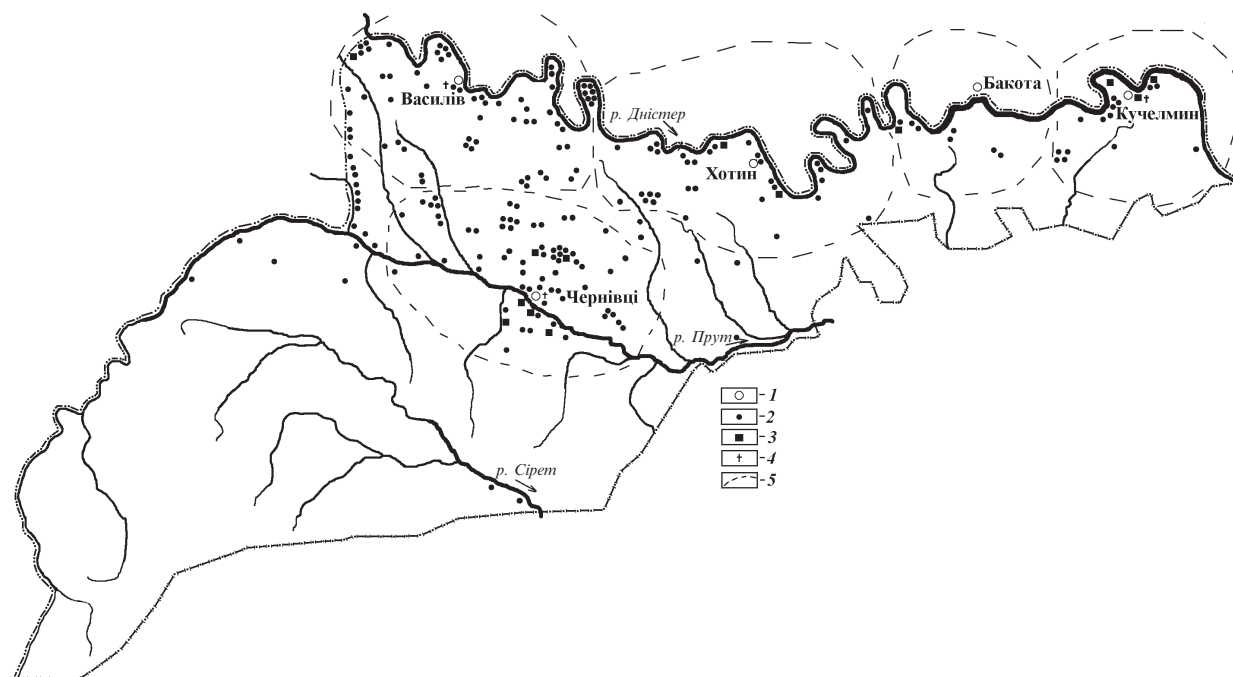 Бакота
Василів
Кучелмин
р. Дністер
Хотин
Чернівці
р. Прут
1
2
3
4
5
р. Сірет